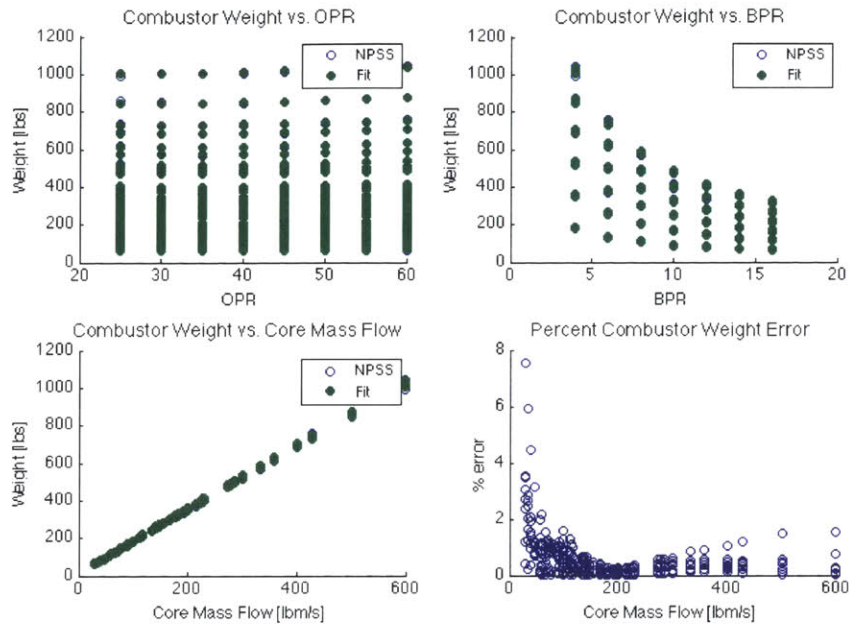 Combustor Weight vs. OPR
1200
1000
800
600
400
200
0
Weight [lbs]
20
30
40
50
60
OPR
NPSS
Fit
Combustor Weight vs. BPR
1200
1000
800
600
400
200
0
Weight [lbs]
0
5
10
15
20
BPR
NPSS
Fit
Combustor Weight vs. Core Mass Flow
1200
1000
800
600
400
200
0
Weight [lbs]
0
200
400
600
Core Mass Flow [lbm/s]
NPSS
Fit
Percent Combustor Weight Error
8
6
4
2
0
% error
0
100
200
300
400
500
600
Core Mass Flow [lbm/s]